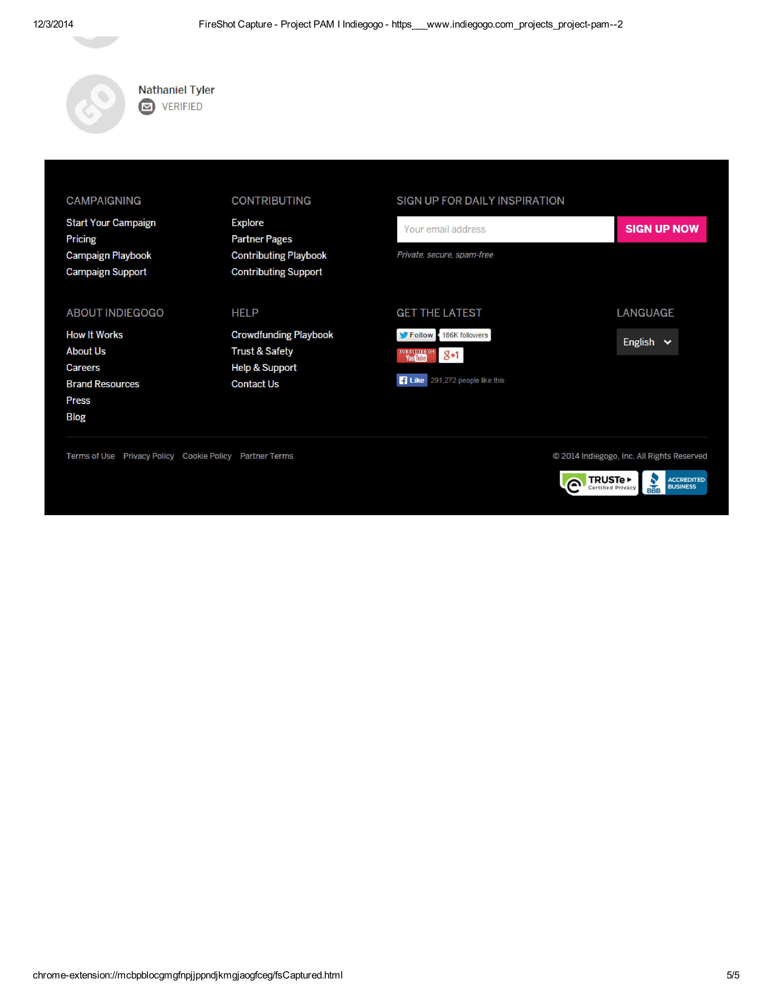 12/3/2014 FireShot Capture - Project PAM I Indiegogo - https___www.indiegogo.com_projects_project-pam--2
GO
Nathaniel Tyler
VERIFIED
CAMPAIGNING
Start Your Campaign
Pricing
Campaign Playbook
Campaign Support
CONTRIBUTING
Explore
Partner Pages
Contributing Playbook
Contributing Support
SIGN UP FOR DAILY INSPIRATION
Your email address SIGN UP NOW
Private, secure, spam-free
ABOUT INDIEGOGO
How It Works
About Us
Careers
Brand Resources
Press
Blog
HELP
Crowdfunding Playbook
Trust & Safety
Help & Support
Contact Us
GET THE LATEST
Follow 186K followers
SUBSCRIBE ON
You Tube
g+1
f Like 291,272 people like this.
LANGUAGE
English
Terms of Use Privacy Policy Cookie Policy Partner Terms
© 2014 Indiegogo, Inc. All Rights Reserved
TRUSTe
Certified Privacy
BBB.
ACCREDITED
BUSINESS
chrome-extension://mcbpblocgmgfnpjjppndjkmgjaogfceg/fsCaptured.html 5/5